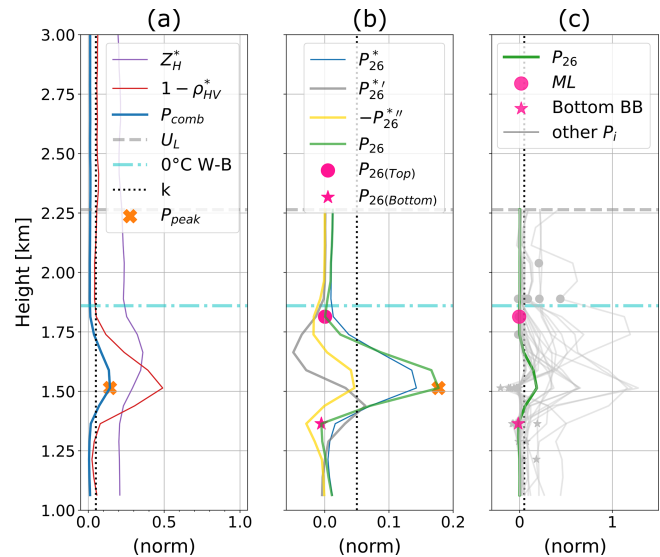 (a)
(b)
(c)
Height [km]
3.00
2.75
2.50
2.25
2.00
1.75
1.50
1.25
1.00
Z*H
1 − ρ*HV
Pcomb
UL
0°C W-B
k
Ppeak
P*26
P*′26
−P*″26
P26
P26(Top)
P26(Bottom)
P26
ML
Bottom BB
other Pi
0.0 0.5 1.0
0.0 0.1 0.2
0 1
(norm)
(norm)
(norm)